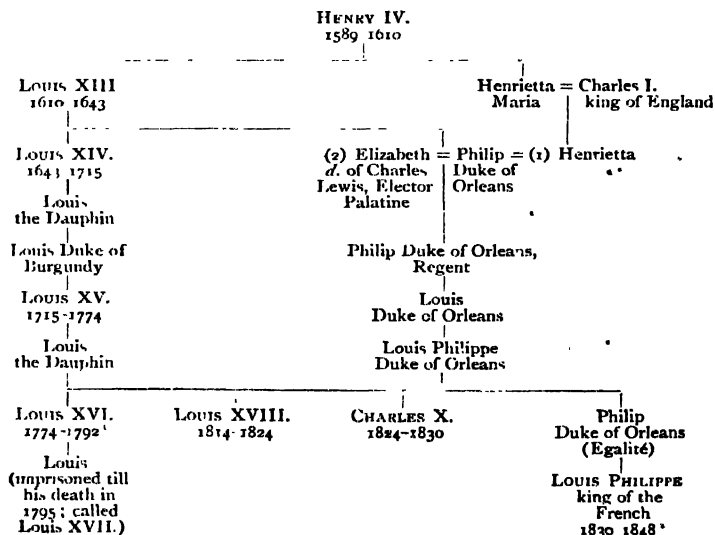 HENRY IV.
1589 1610
LOUIS XIII
1610 1643
Henrietta = Charles I.
Maria king of England
LOUIS XIV.
1643 1715
(2) Elizabeth = Philip = (1) Henrietta
d. of Charles Duke of
Lewis, Elector Orleans
Palatine
Louis
the Dauphin
Louis Duke of
Burgundy
Philip Duke of Orleans,
Regent
LOUIS XV.
1715-1774
Louis
Duke of Orleans
Louis
the Dauphin
Louis Philippe
Duke of Orleans
LOUIS XVI.
1774-1792
LOUIS XVIII.
1814-1824
CHARLES X.
1824-1830
Philip
Duke of Orleans
(Egalité)
Louis
(imprisoned till
his death in
1795; called
Louis XVII.)
LOUIS PHILIPPE
king of the
French
1830 1848